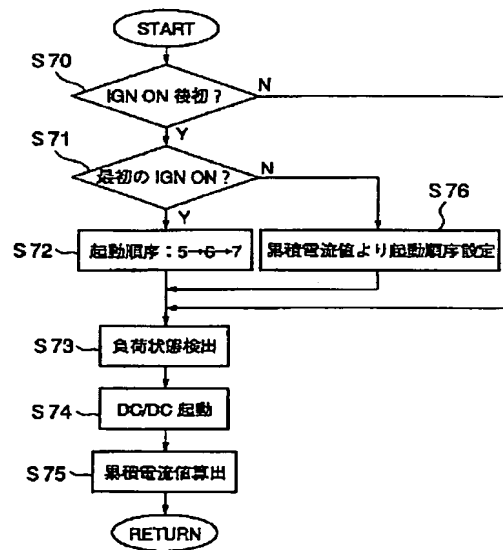 START
S70
IGN ON 後初？
N
Y
S71
最初の IGN ON？
N
Y
S76
S72
起動順序：5→6→7
累積電流値より起動順序設定
S73
負荷状態検出
S74
DC/DC 起動
S75
累積電流値算出
RETURN